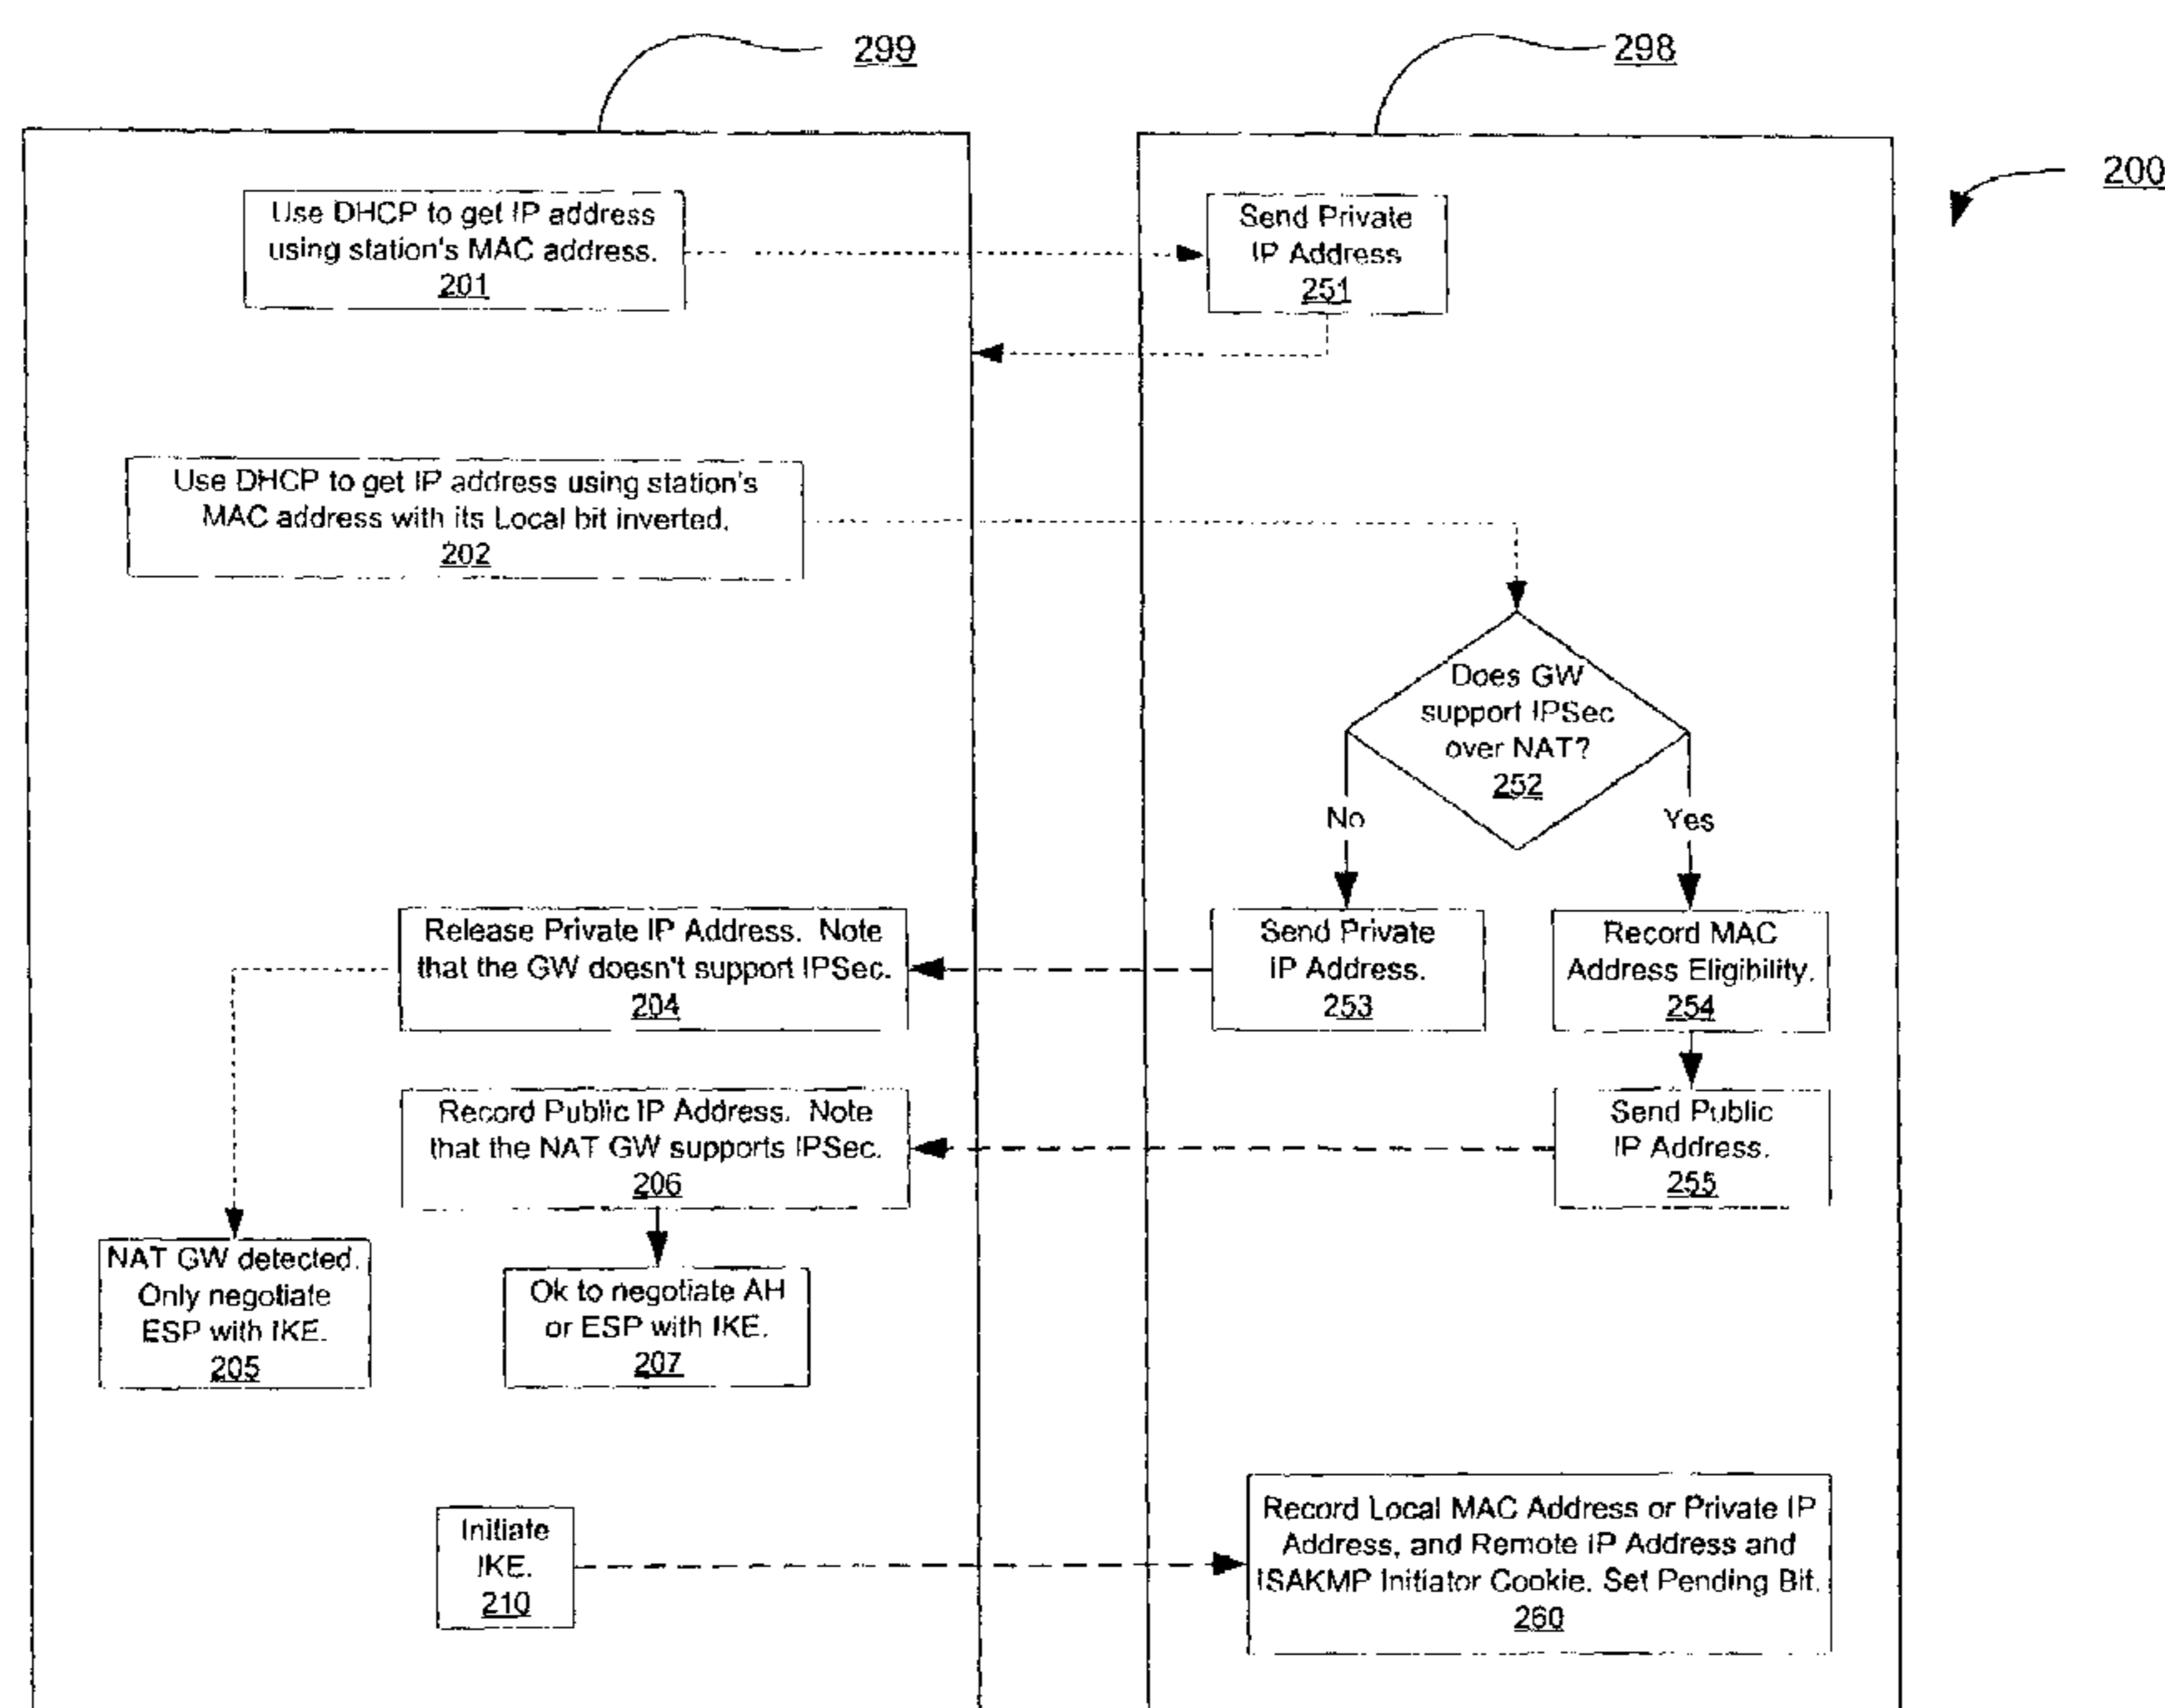 299
298
200
Use DHCP to get IP address
using station's MAC address.
201
Send Private
IP Address
251
Use DHCP to get IP address using station's
MAC address with its Local bit inverted.
202
Does GW
support IPSec
over NAT?
252
No
Yes
Release Private IP Address. Note
that the GW doesn't support IPSec.
204
Send Private
IP Address.
253
Record MAC
Address Eligibility.
254
Record Public IP Address. Note
that the NAT GW supports IPSec.
206
Send Public
IP Address.
255
NAT GW detected.
Only negotiate
ESP with IKE.
205
Ok to negotiate AH
or ESP with IKE.
207
Initiate
IKE.
210
Record Local MAC Address or Private IP
Address, and Remote IP Address and
ISAKMP Initiator Cookie. Set Pending Bit.
260